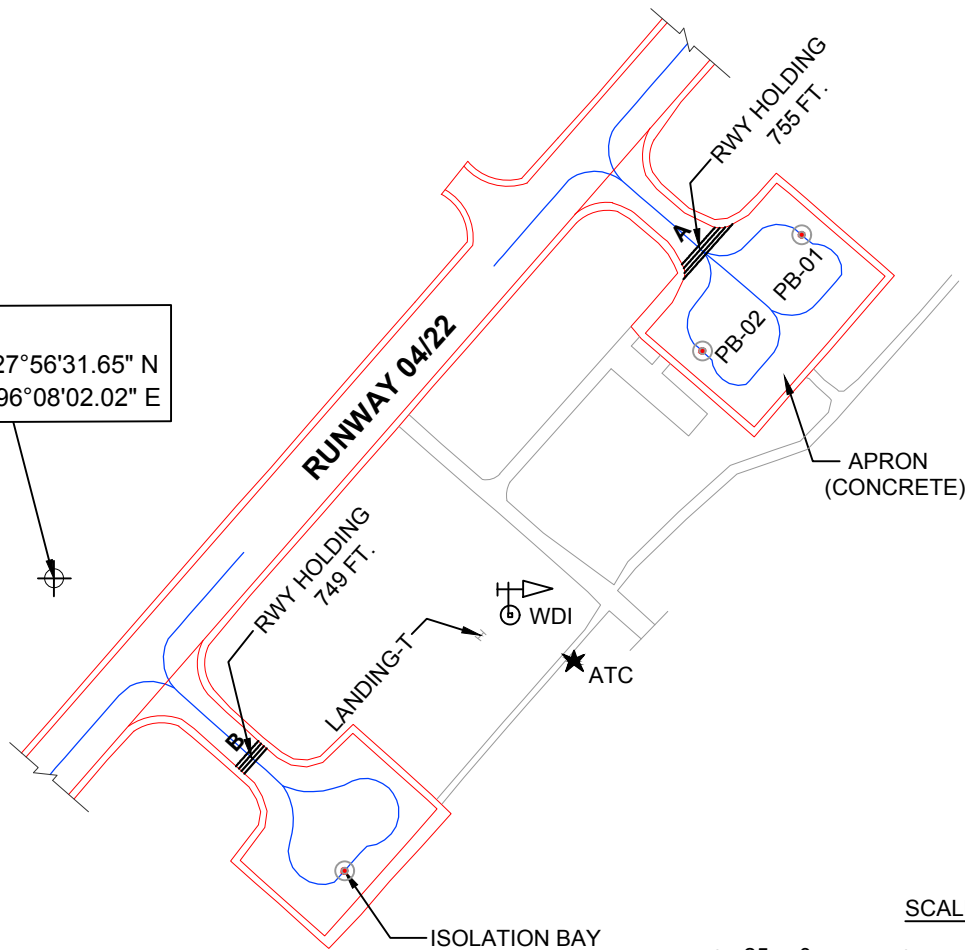 RWY HOLDING
755 FT.
A
PB-01
PB-02
27°56'31.65" N
96°08'02.02" E
RUNWAY 04/22
APRON
(CONCRETE)
RWY HOLDING
749 FT.
WDI
LANDING-T
ATC
B
ISOLATION BAY